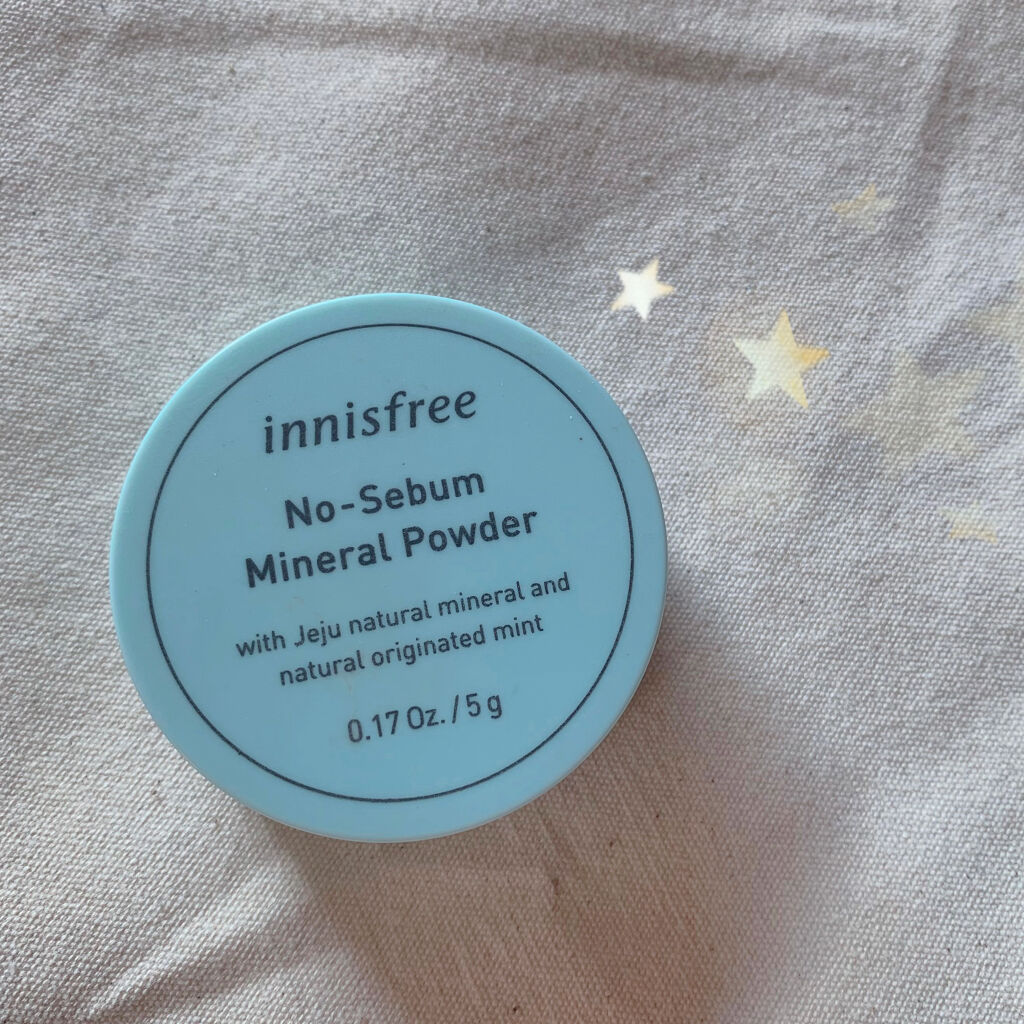 innisfree
No-Sebum
Mineral Powder
with Jeju natural mineral and
natural originated mint
0.17 Oz. / 5 g